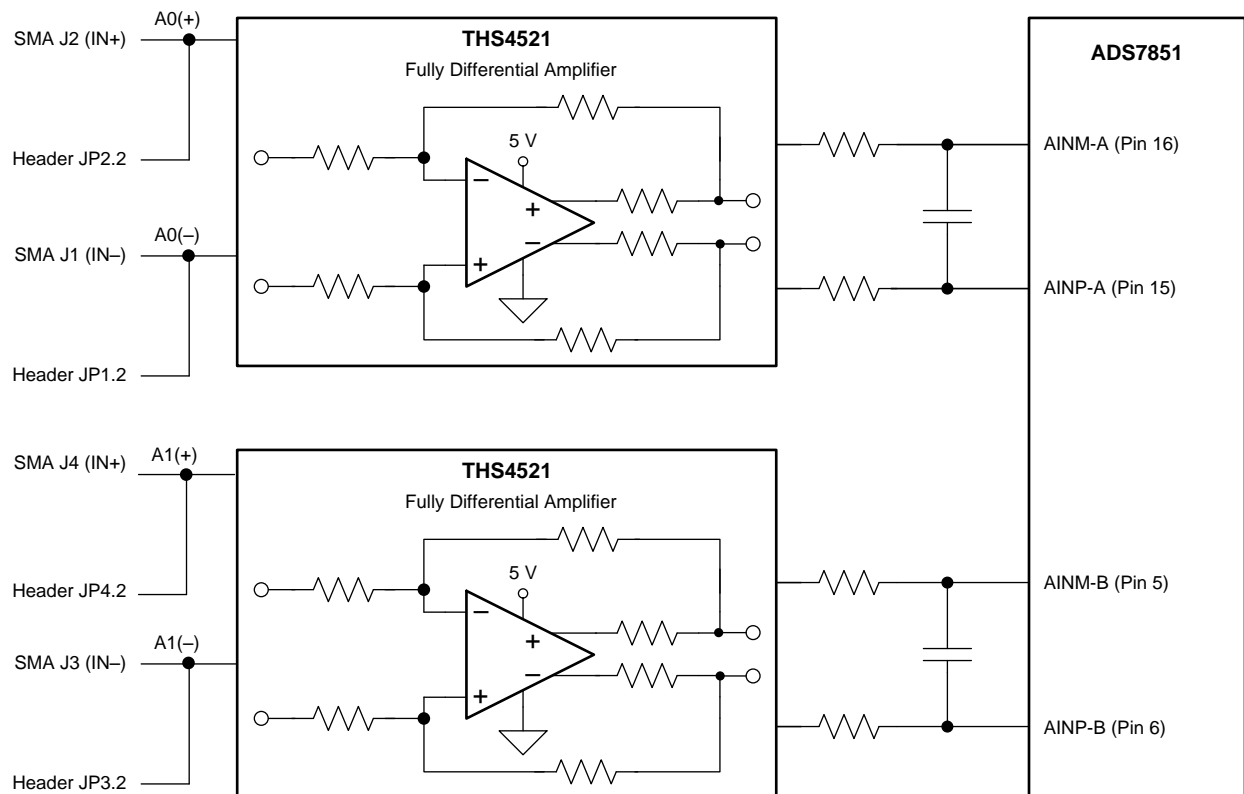 A0(+)
SMA J2 (IN+)
THS4521
Fully Differential Amplifier
ADS7851
5 V
Header JP2.2
AINM-A (Pin 16)
−
+
A0(–)
SMA J1 (IN–)
−
+
AINP-A (Pin 15)
Header JP1.2
A1(+)
SMA J4 (IN+)
THS4521
Fully Differential Amplifier
5 V
Header JP4.2
AINM-B (Pin 5)
−
+
A1(–)
SMA J3 (IN–)
−
+
AINP-B (Pin 6)
Header JP3.2